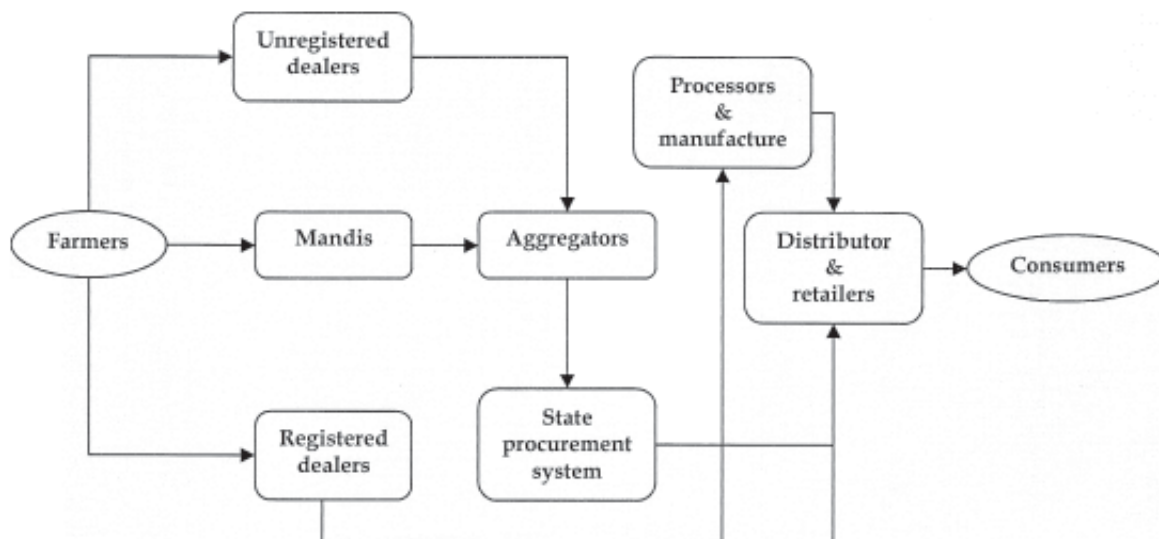 Unregistered
dealers
Processors
&
manufacture
Farmers
Mandis
Aggregators
Distributor
&
retailers
Consumers
Registered
dealers
State
procurement
system